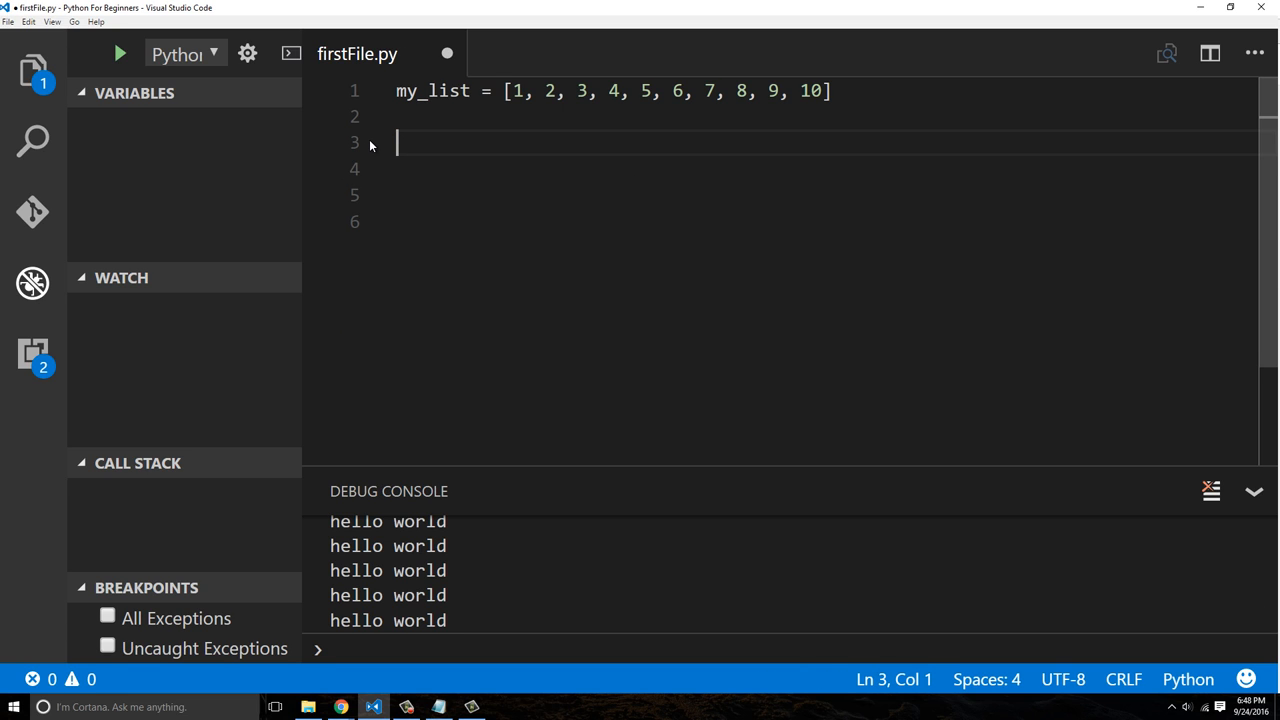 ● firstFile.py - Python For Beginners - Visual Studio Code
File Edit View Go Help
1
2
Python
VARIABLES
WATCH
CALL STACK
BREAKPOINTS
All Exceptions
Uncaught Exceptions
firstFile.py
1 my_list = [1, 2, 3, 4, 5, 6, 7, 8, 9, 10]
2
3
4
5
6
DEBUG CONSOLE
hello world
hello world
hello world
hello world
hello world
0 0 Ln 3, Col 1 Spaces: 4 UTF-8 CRLF Python
I'm Cortana. Ask me anything.
6:48 PM
9/24/2016